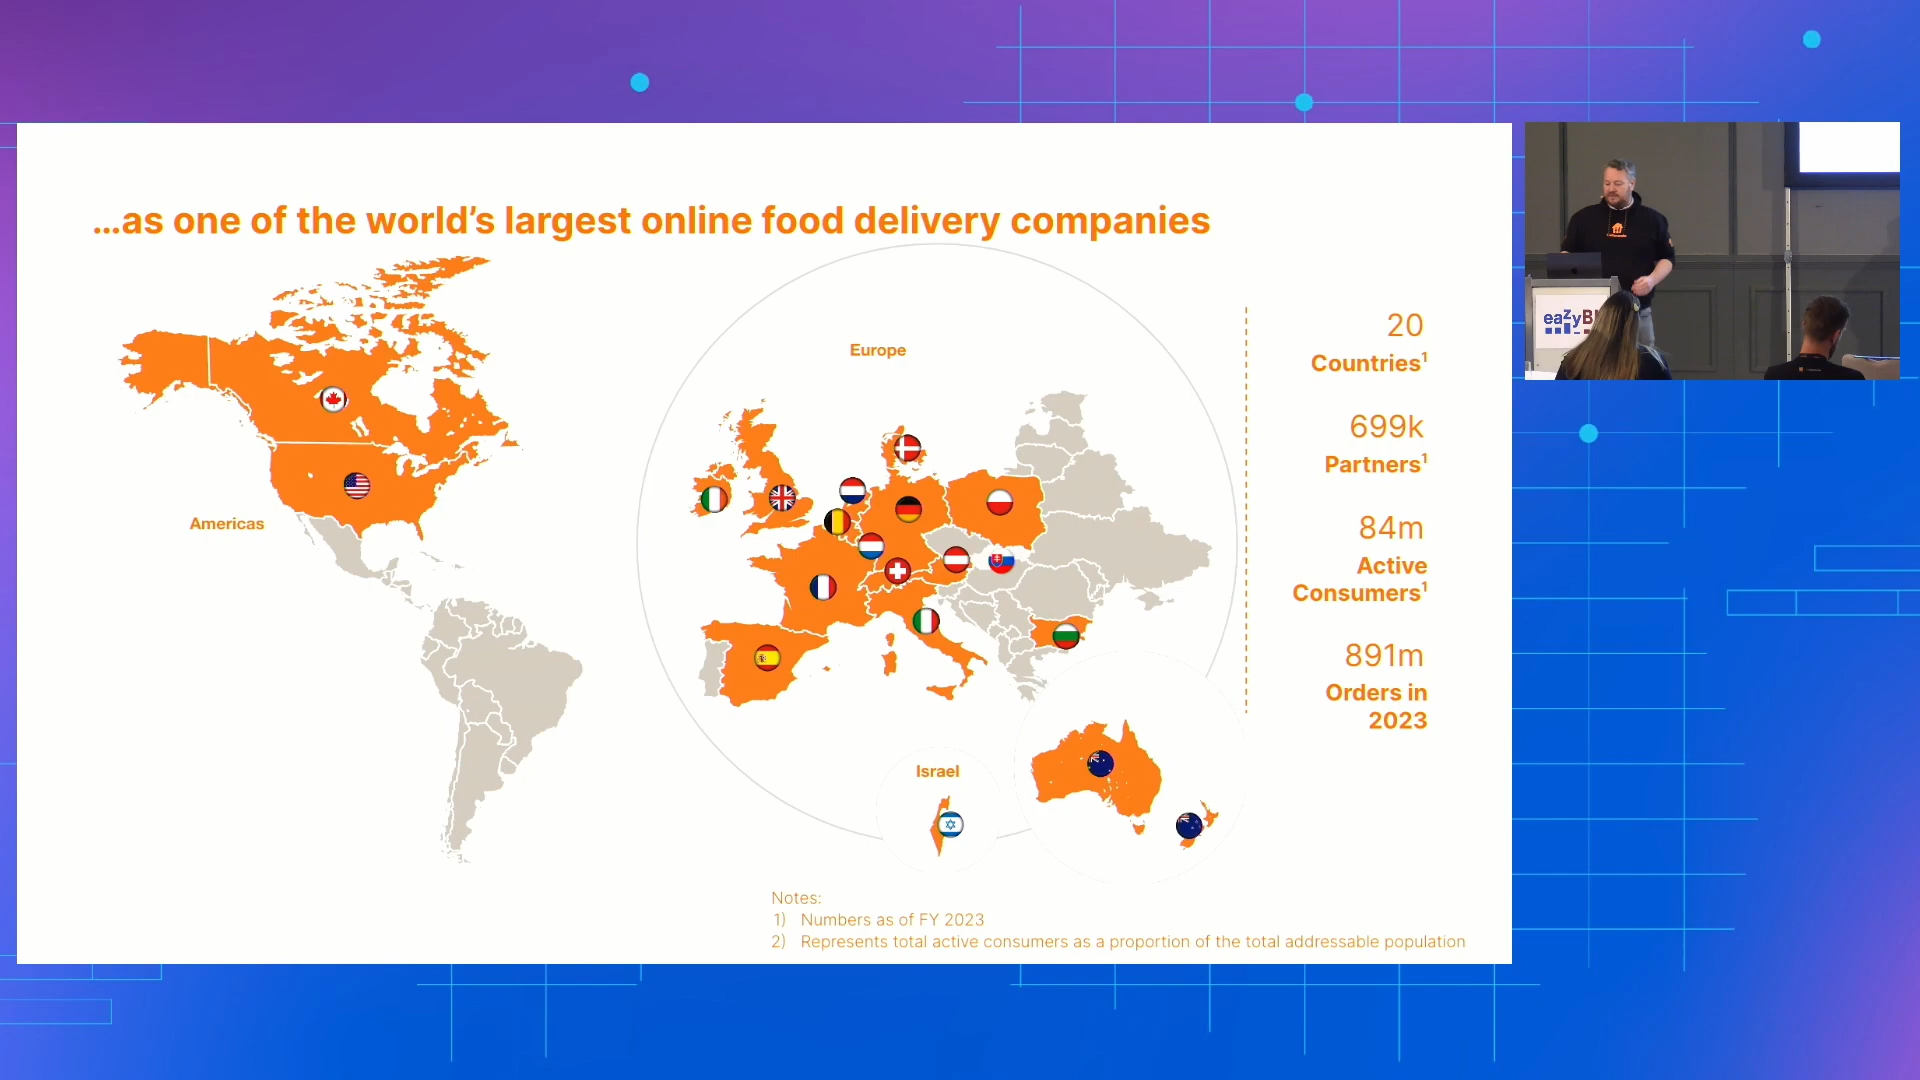 ...as one of the world's largest online food delivery companies
Europe
Americas
Israel
20
Countries¹
699k
Partners¹
84m
Active
Consumers¹
891m
Orders in
2023
Notes:
1) Numbers as of FY 2023
2) Represents total active consumers as a proportion of the total addressable population
eazyB